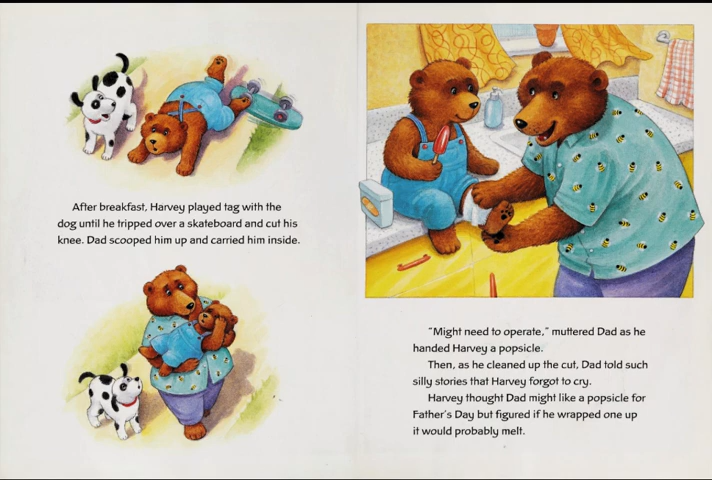 After breakfast, Harvey played tag with the
dog until he tripped over a skateboard and cut his
knee. Dad scooped him up and carried him inside.
"Might need to operate," muttered Dad as he
handed Harvey a popsicle.
Then, as he cleaned up the cut, Dad told such
silly stories that Harvey forgot to cry.
Harvey thought Dad might like a popsicle for
Father's Day but figured if he wrapped one up
it would probably melt.